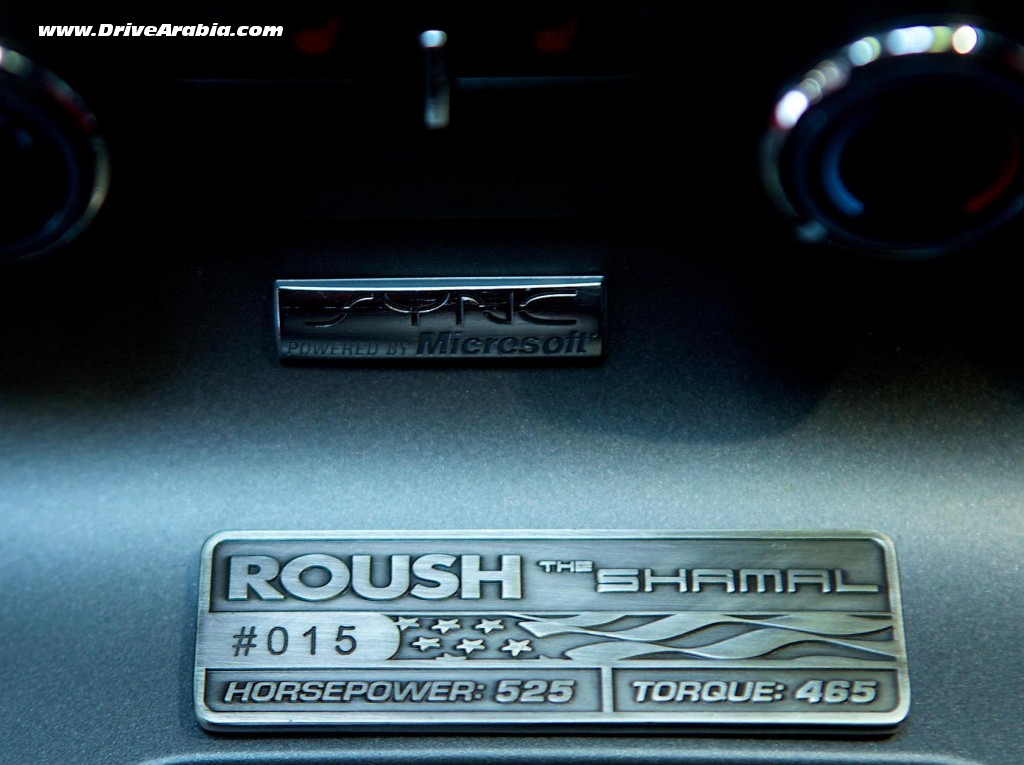 www.DriveArabia.com
SYNC
POWERED BY Microsoft
ROUSH THE SHAMAL
#015
HORSEPOWER: 525 TORQUE: 465